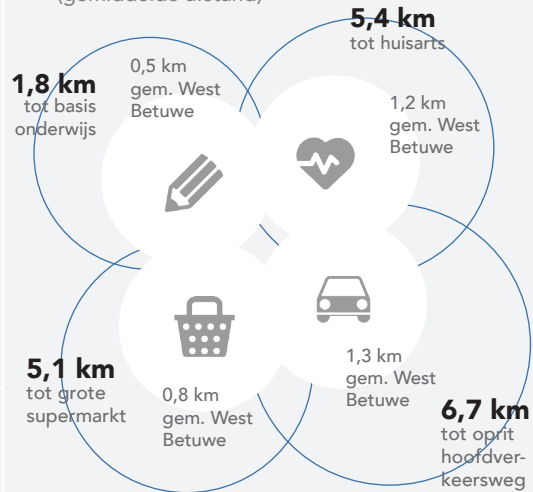 (gemiddelde afstand)
5,4 km
tot huisarts
1,8 km
tot basis
onderwijs
0,5 km
gem. West
Betuwe
1,2 km
gem. West
Betuwe
5,1 km
tot grote
supermarkt
0,8 km
gem. West
Betuwe
1,3 km
gem. West
Betuwe
6,7 km
tot oprit
hoofdver-
keersweg